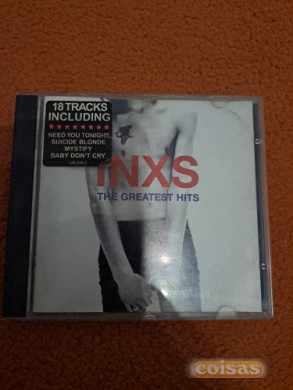 18 TRACKS
INCLUDING
NEED YOU TONIGHT
SUICIDE BLONDE
MYSTIFY
BABY DON'T CRY
INXS
THE GREATEST HITS
coisas